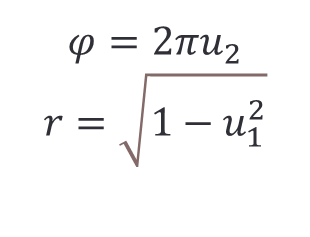 φ = 2πu₂
r = √(1 − u₁²)